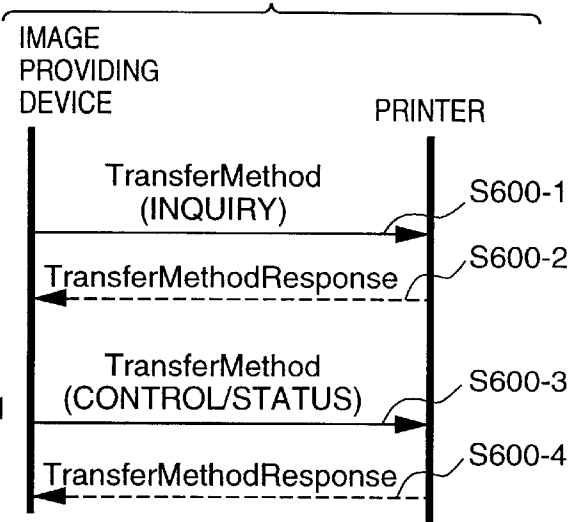 IMAGE
PROVIDING
DEVICE
PRINTER
TransferMethod
(INQUIRY)
S600-1
TransferMethodResponse
S600-2
TransferMethod
(CONTROL/STATUS)
S600-3
TransferMethodResponse
S600-4